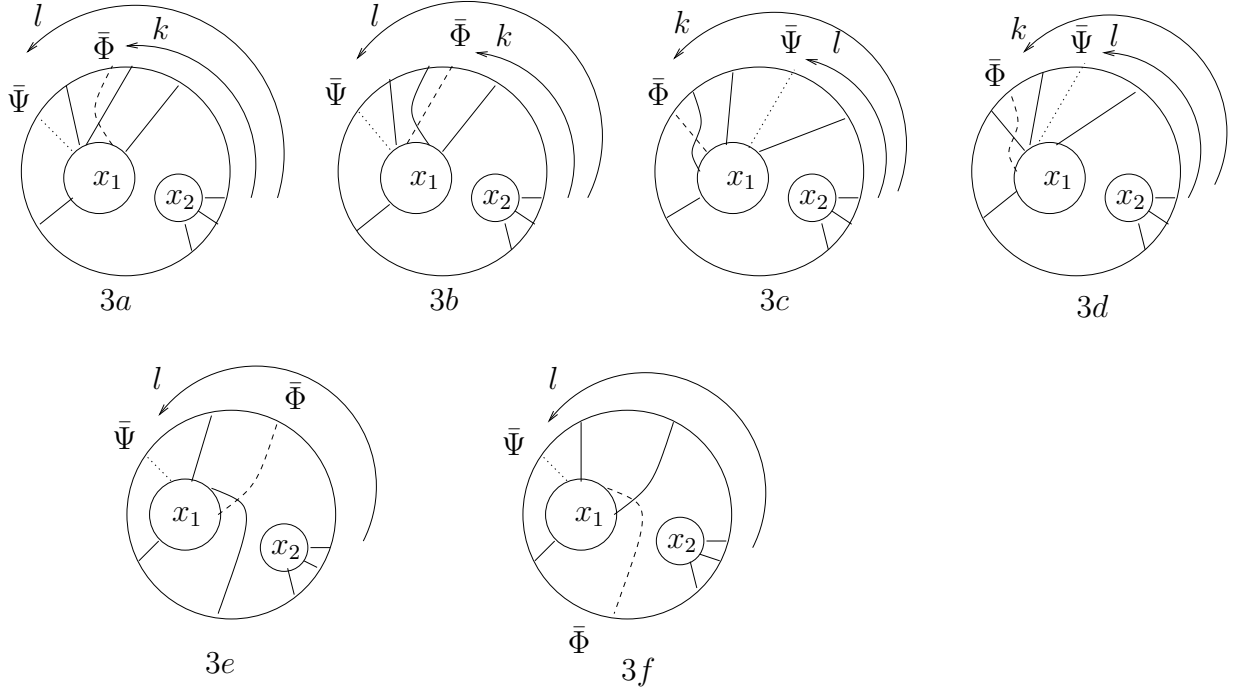 l k Φ̄ Ψ̄ x₁ x₂
3a
l k Φ̄ Ψ̄ x₁ x₂
3b
k l Ψ̄ Φ̄ x₁ x₂
3c
k l Ψ̄ Φ̄ x₁ x₂
3d
l Φ̄ Ψ̄ x₁ x₂
3e
l Ψ̄ x₁ x₂ Φ̄
3f